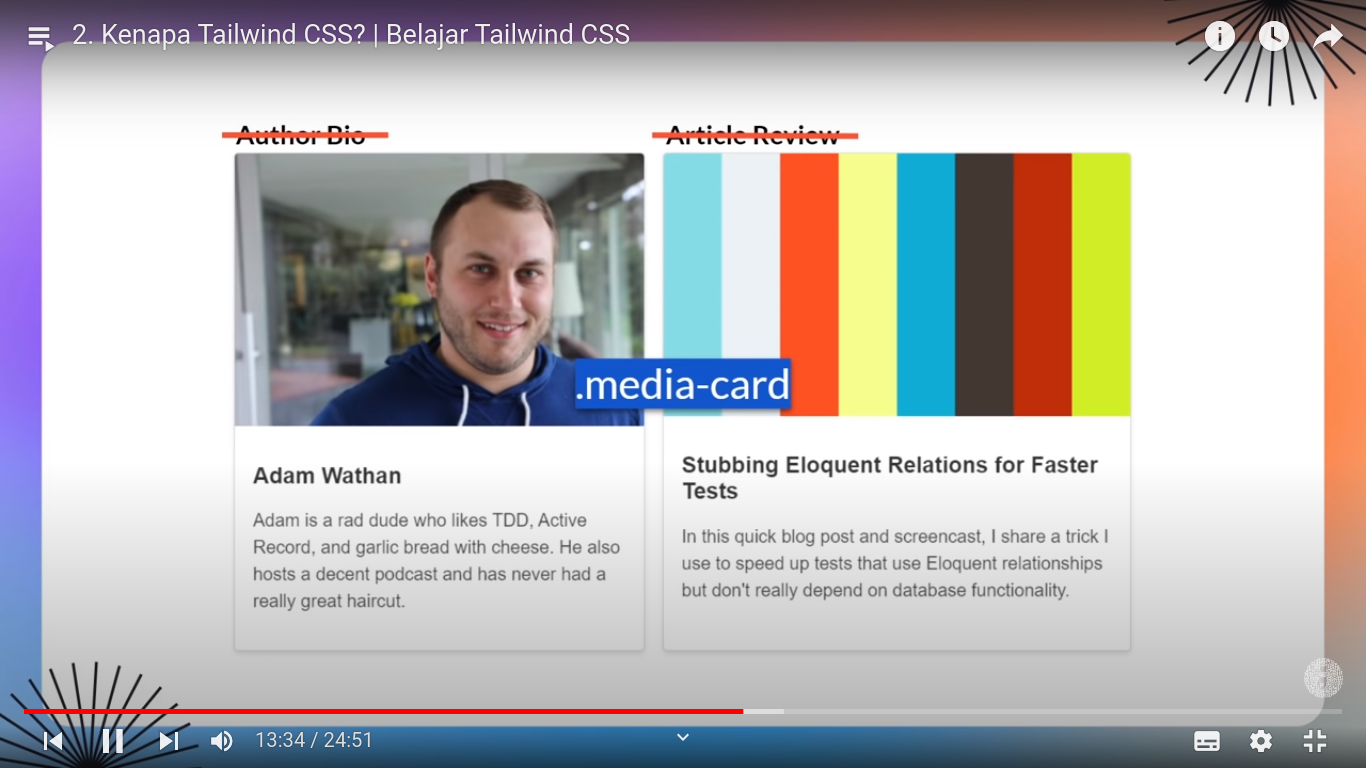 2. Kenapa Tailwind CSS? | Belajar Tailwind CSS
Author Bio
Article Review
.media-card
Adam Wathan
Adam is a rad dude who likes TDD, Active
Record, and garlic bread with cheese. He also
hosts a decent podcast and has never had a
really great haircut.
Stubbing Eloquent Relations for Faster
Tests
In this quick blog post and screencast, I share a trick I
use to speed up tests that use Eloquent relationships
but don't really depend on database functionality.
13:34 / 24:51